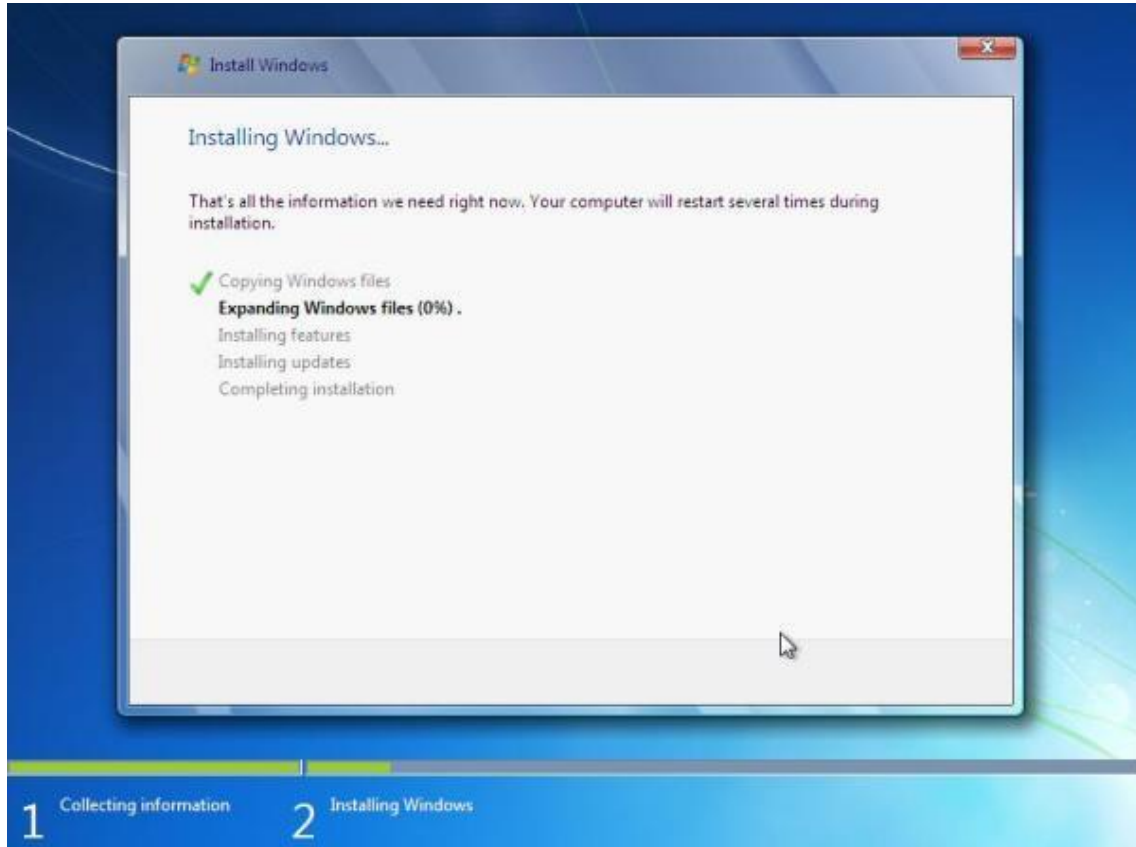 Install Windows
Installing Windows...
That's all the information we need right now. Your computer will restart several times during
installation.
Copying Windows files
Expanding Windows files (0%) .
Installing features
Installing updates
Completing installation
1 Collecting information
2 Installing Windows